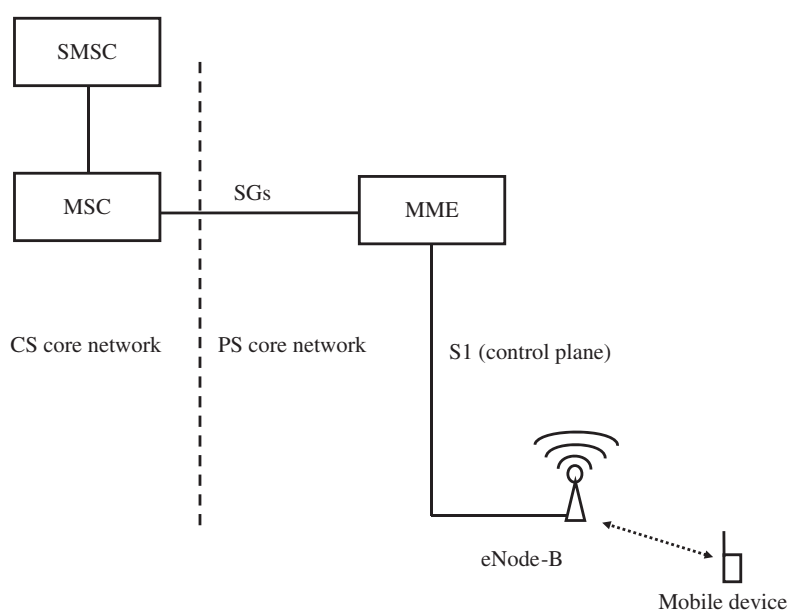 SMSC
MSC
SGs
MME
CS core network
PS core network
S1 (control plane)
eNode-B
Mobile device